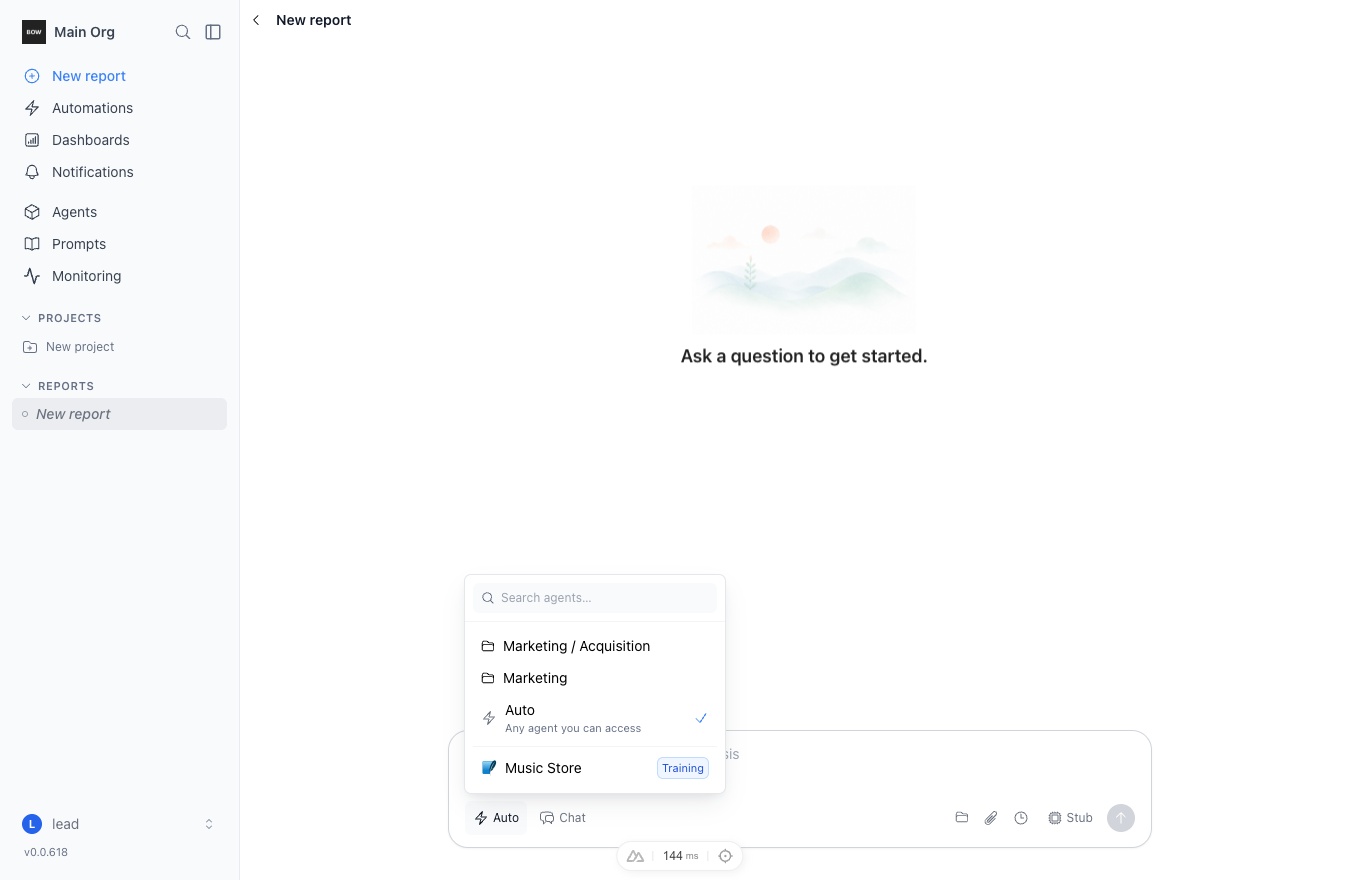 BOW
Main Org
New report
Automations
Dashboards
Notifications
Agents
Prompts
Monitoring
PROJECTS
New project
REPORTS
New report
L
lead
v0.0.618
New report
Ask a question to get started.
Search agents...
Marketing / Acquisition
Marketing
Auto
Any agent you can access
Music Store
Training
Auto
Chat
Stub
144 ms